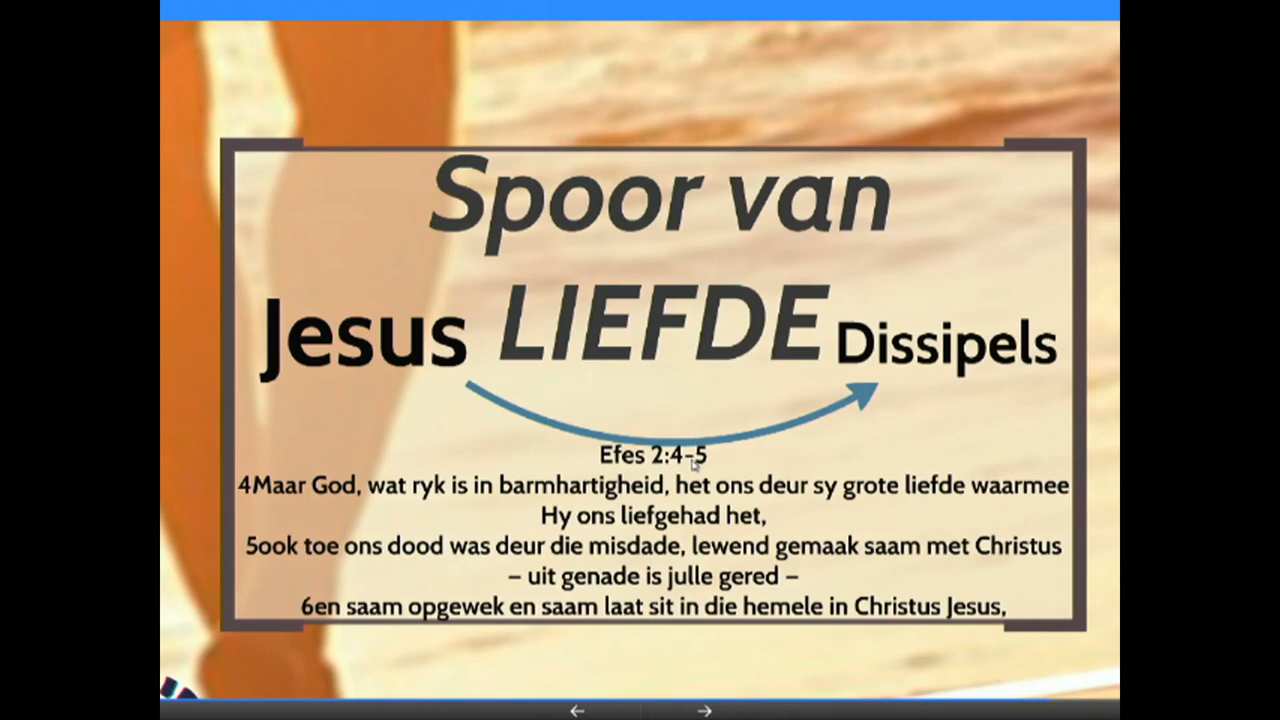 Spoor van
Jesus LIEFDE Dissipels
Efes 2:4-5
4Maar God, wat ryk is in barmhartigheid, het ons deur sy grote liefde waarmee
Hy ons liefgehad het,
5ook toe ons dood was deur die misdade, lewend gemaak saam met Christus
– uit genade is julle gered –
6en saam opgewek en saam laat sit in die hemele in Christus Jesus,